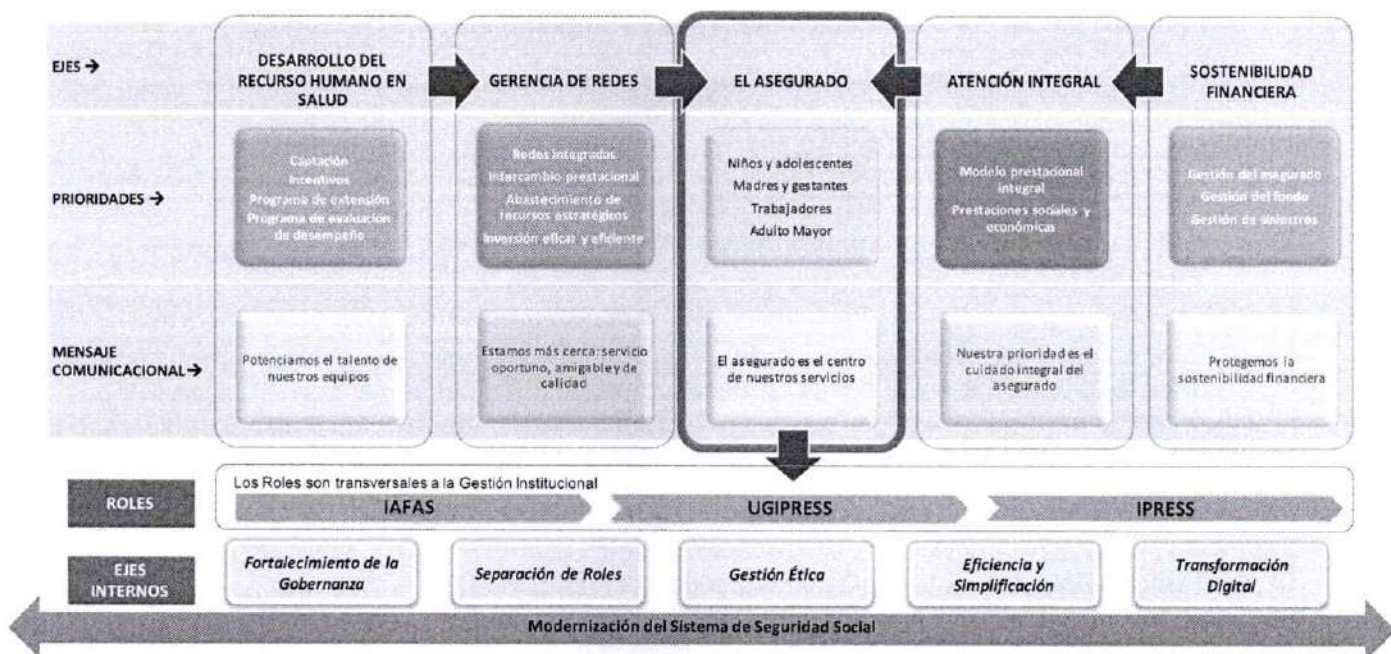 EJES →
DESARROLLO DEL
RECURSO HUMANO EN
SALUD
GERENCIA DE REDES
EL ASEGURADO
ATENCIÓN INTEGRAL
SOSTENIBILIDAD
FINANCIERA
PRIORIDADES →
Captación
Incentivos
Programa de extensión
Programa de evaluación
de desempeño
Redes integradas
Intercambio prestacional
Abastecimiento de
recursos estratégicos
Inversión eficaz y eficiente
Niños y adolescentes
Madres y gestantes
Trabajadores
Adulto Mayor
Modelo prestacional
integral
Prestaciones sociales y
económicas
Gestión del asegurado
Gestión del fondo
Gestión de siniestros
MENSAJE
COMUNICACIONAL →
Potenciamos el talento de
nuestros equipos
Estamos más cerca: servicio
oportuno, amigable y de
calidad
El asegurado es el centro
de nuestros servicios
Nuestra prioridad es el
cuidado integral del
asegurado
Protegemos la
sostenibilidad financiera
ROLES
Los Roles son transversales a la Gestión Institucional
IAFAS
UGIPRESS
IPRESS
EJES
INTERNOS
Fortalecimiento de la
Gobernanza
Separación de Roles
Gestión Ética
Eficiencia y
Simplificación
Transformación
Digital
Modernización del Sistema de Seguridad Social